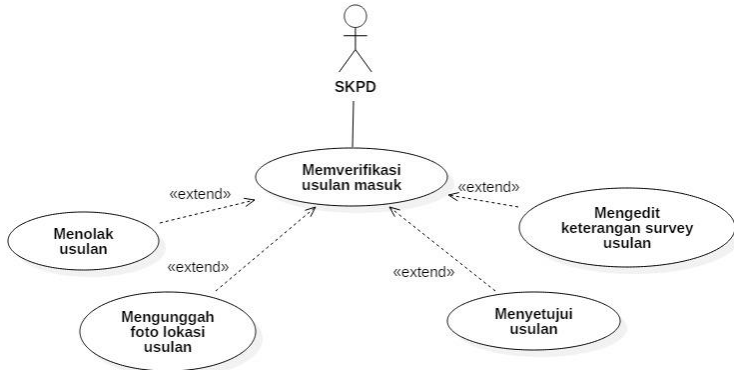 SKPD
Memverifikasi
usulan masuk
«extend»
«extend»
Menolak
usulan
Mengedit
keterangan survey
usulan
«extend»
«extend»
Mengunggah
foto lokasi
usulan
Menyetujui
usulan